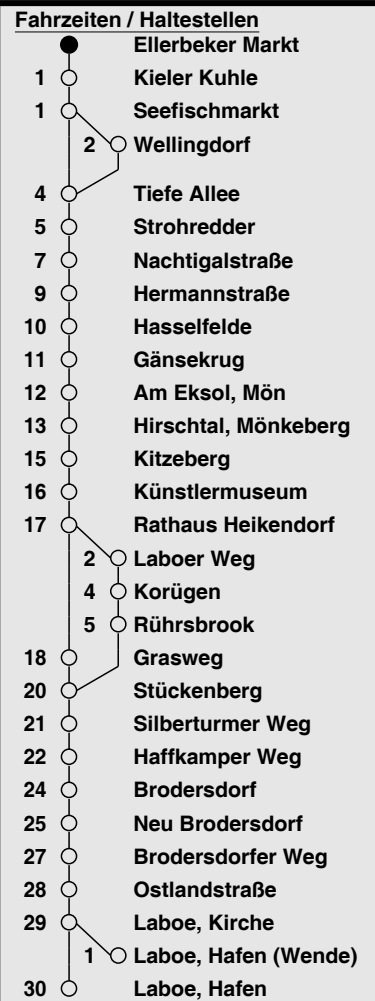 Fahrzeiten / Haltestellen
Ellerbeker Markt
1 Kieler Kuhle
1 Seefischmarkt
2 Wellingdorf
4 Tiefe Allee
5 Strohredder
7 Nachtigalstraße
9 Hermannstraße
10 Hasselfelde
11 Gänsekrug
12 Am Eksol, Mön
13 Hirschtal, Mönkeberg
15 Kitzeberg
16 Künstlermuseum
17 Rathaus Heikendorf
2 Laboer Weg
4 Korügen
5 Rührsbrook
18 Grasweg
20 Stückenberg
21 Silberturmer Weg
22 Haffkamper Weg
24 Brodersdorf
25 Neu Brodersdorf
27 Brodersdorfer Weg
28 Ostlandstraße
29 Laboe, Kirche
1 Laboe, Hafen (Wende)
30 Laboe, Hafen